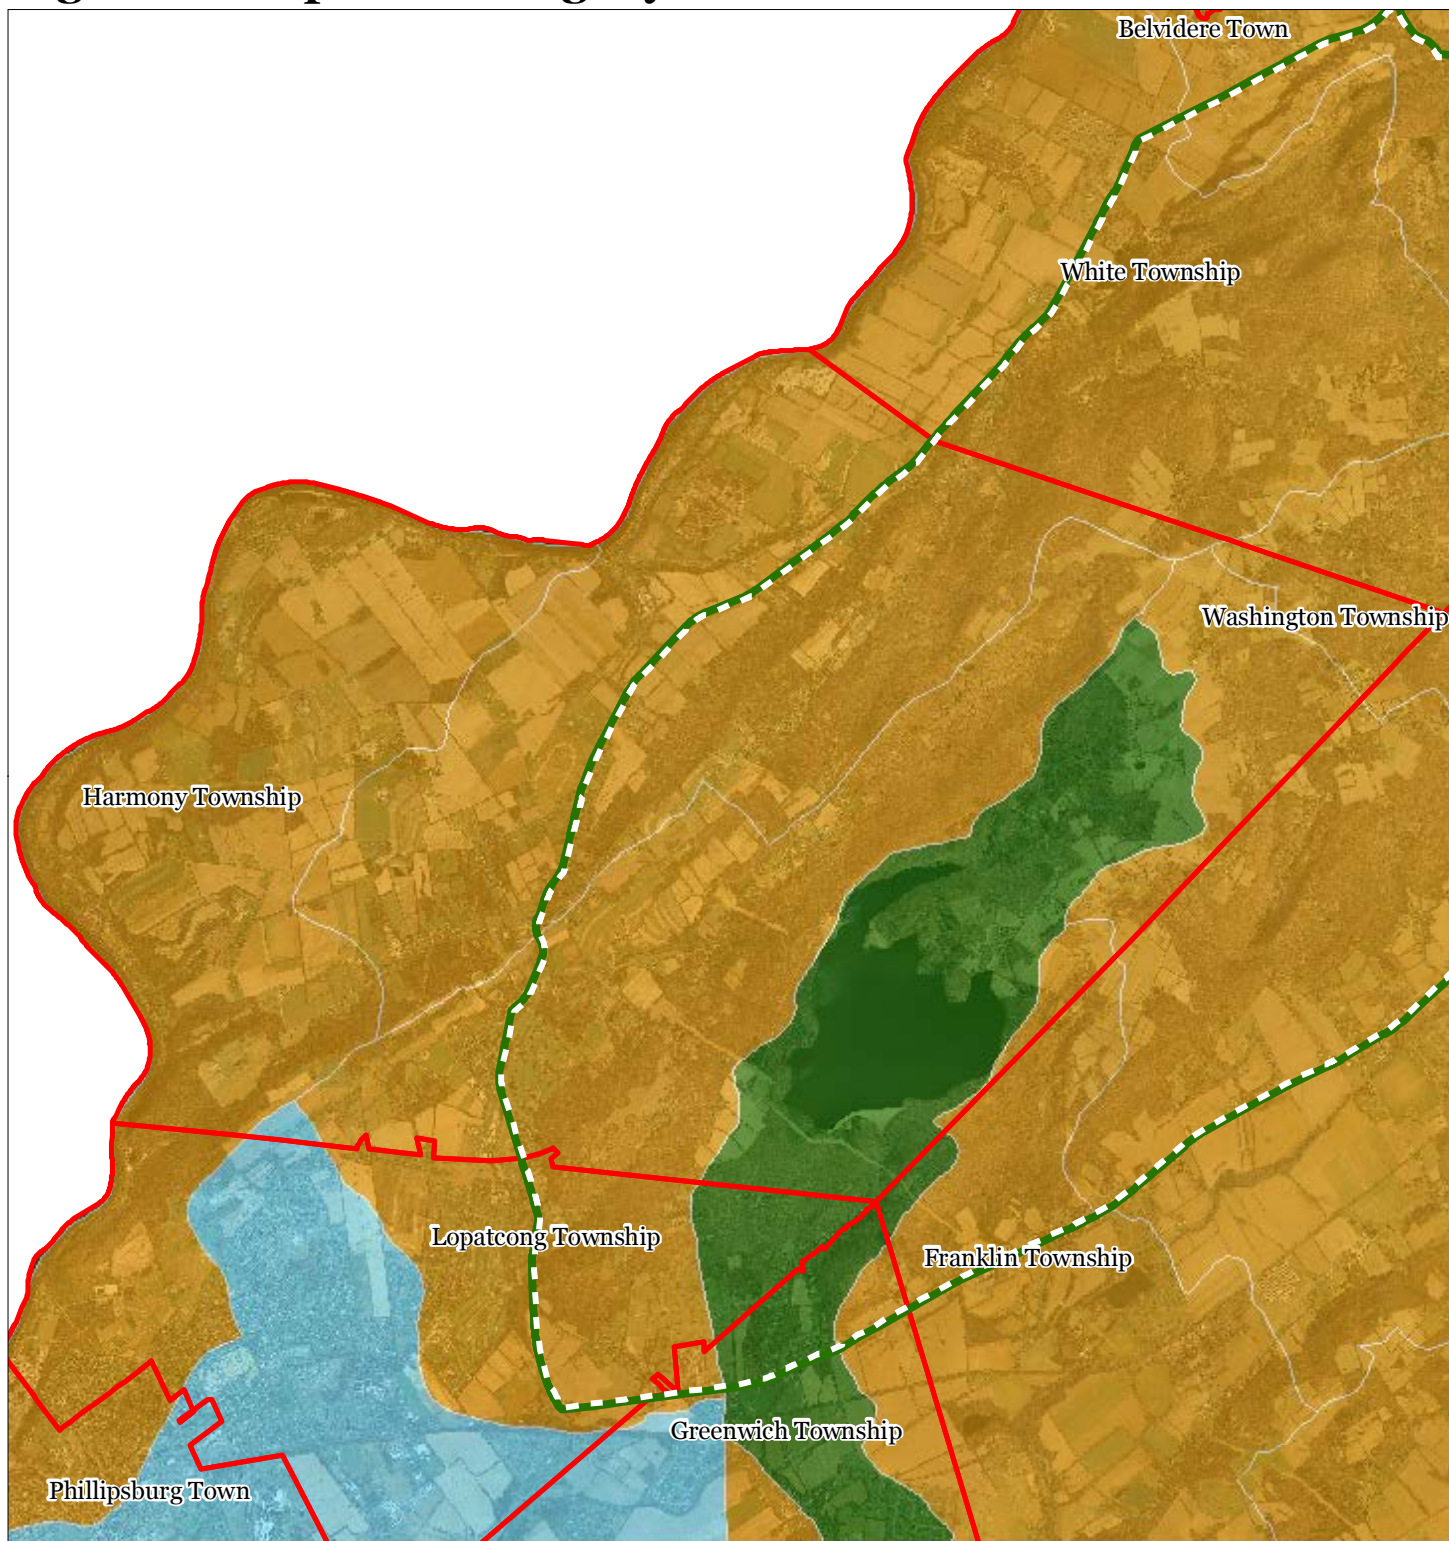 Belvidere Town
White Township
Washington Township
Harmony Township
Lopatcong Township
Franklin Township
Greenwich Township
Phillipsburg Town